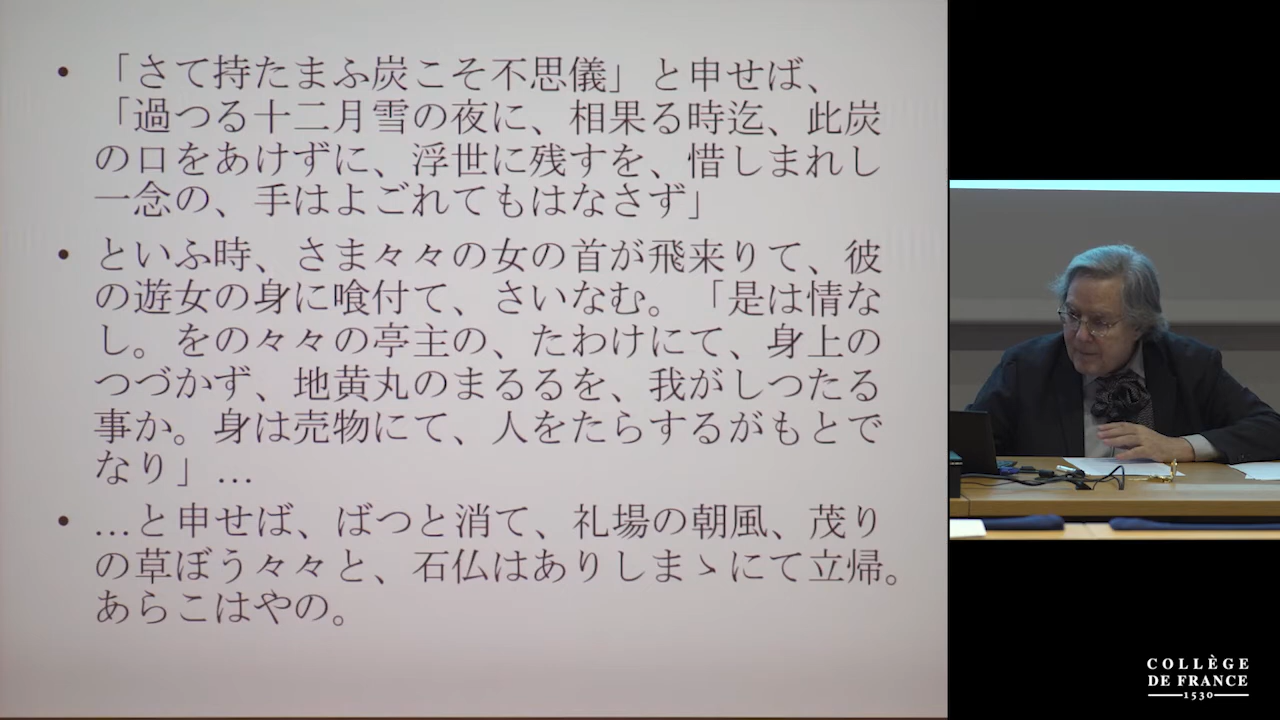 • 「さて持たまふ炭こそ不思儀」と申せば、
「過つる十二月雪の夜に、相果る時迄、此炭
の口をあけずに、浮世に残すを、惜しまれし
一念の、手はよごれてもはなさず」
• といふ時、さま々々の女の首が飛来りて、彼
の遊女の身に喰付て、さいなむ。「是は情な
し。をの々々の亭主の、たわけにて、身上の
つづかず、地黄丸のまるるを、我がしつたる
事か。身は売物にて、人をたらするがもとで
なり」…
• …と申せば、ばつと消て、礼場の朝風、茂り
の草ぼう々々と、石仏はありしまゝにて立帰。
あらこはやの。
COLLÈGE
DE FRANCE
1530